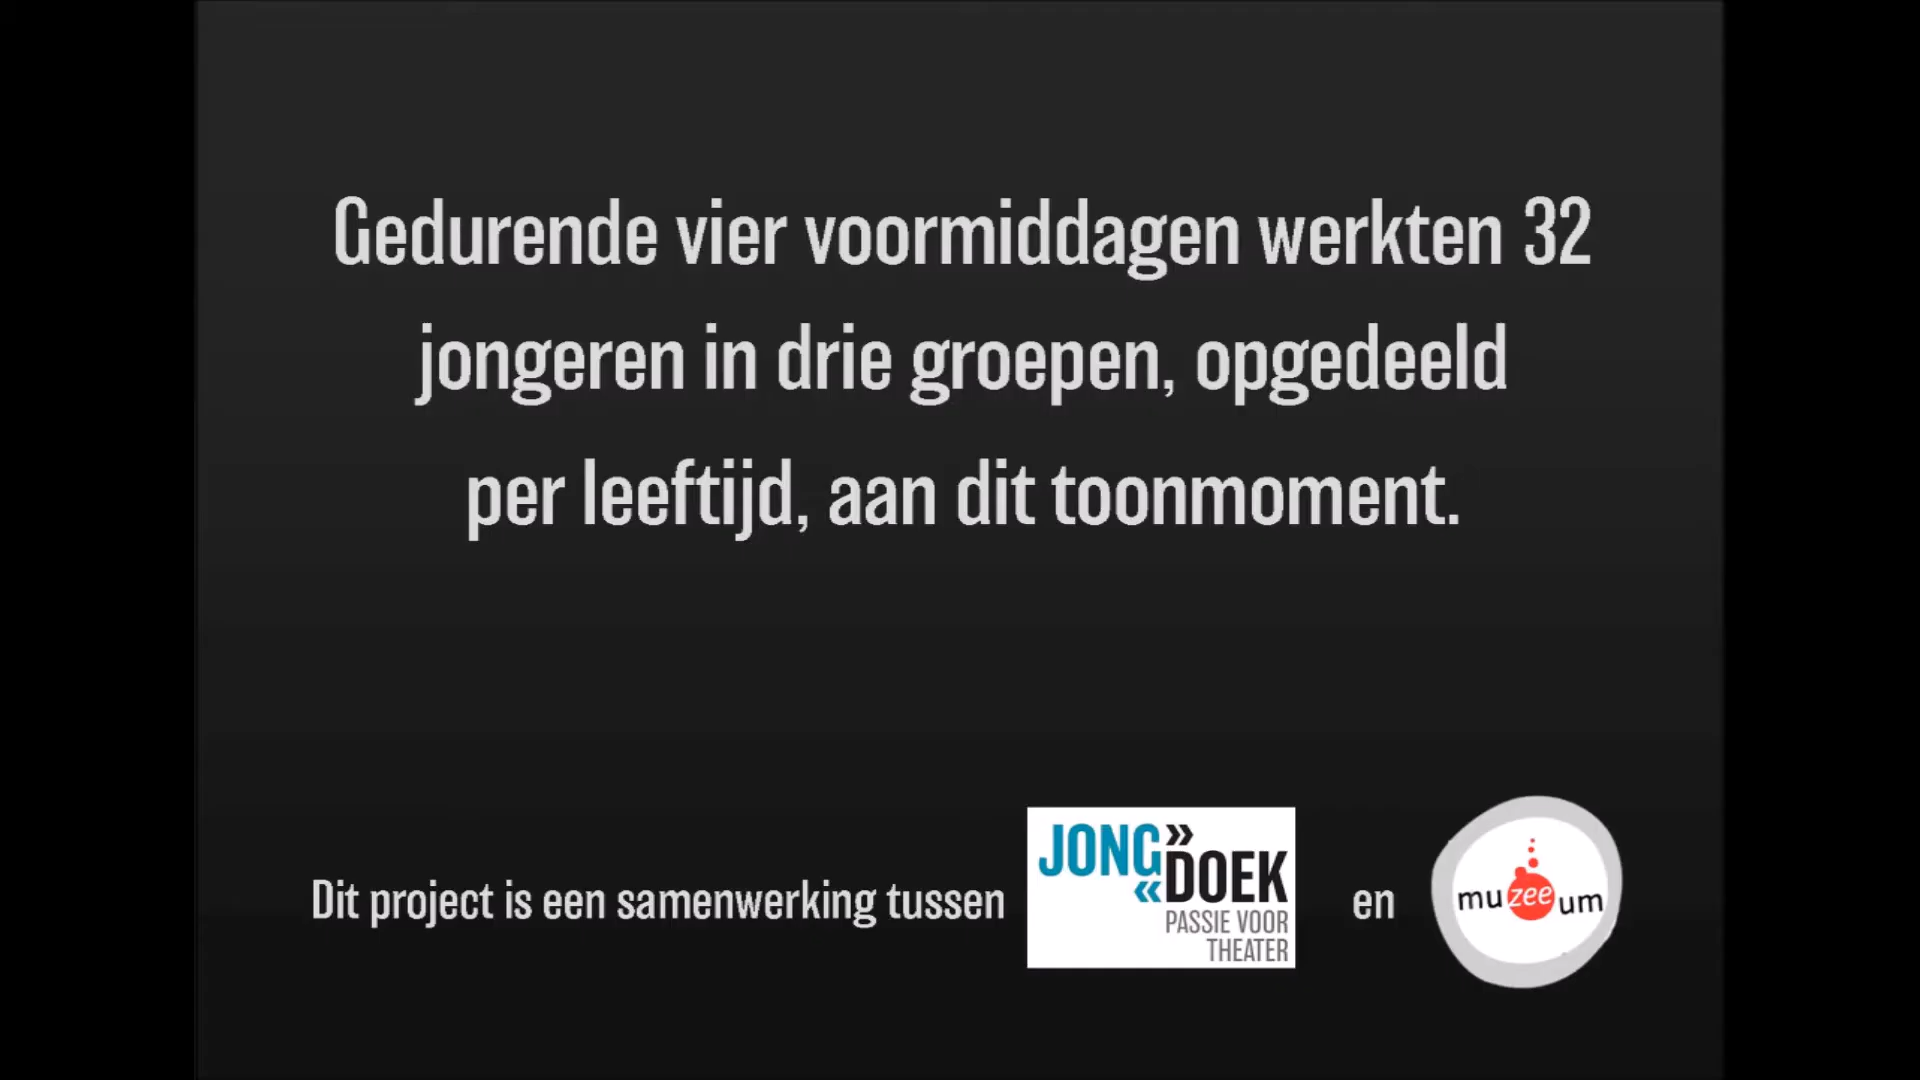 Gedurende vier voormiddagen werkten 32
jongeren in drie groepen, opgedeeld
per leeftijd, aan dit toonmoment.
Dit project is een samenwerking tussen
JONG»
«DOEK
PASSIE VOOR
THEATER
en
muzeeum